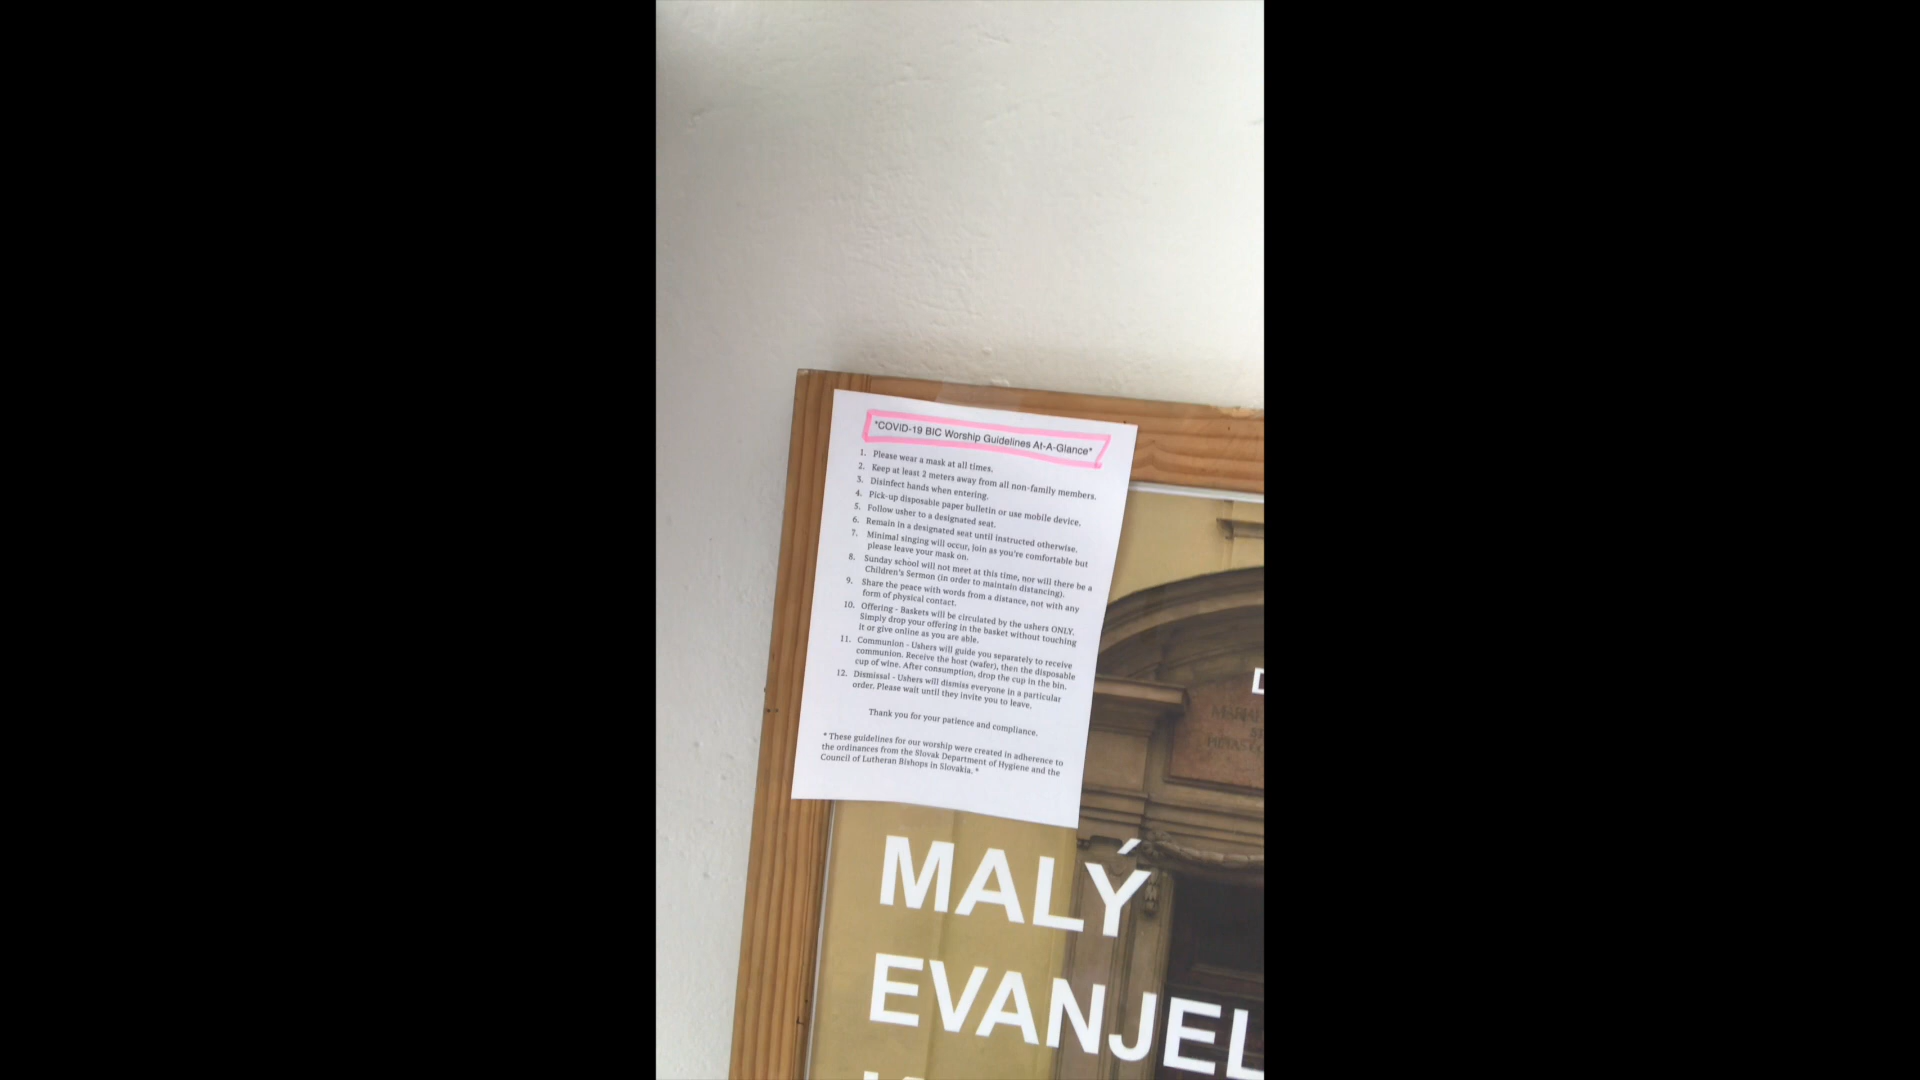 *COVID-19 BIC Worship Guidelines At-A-Glance*
1. Please wear a mask at all times.
2. Keep at least 2 meters away from all non-family members.
3. Disinfect hands when entering.
4. Pick-up disposable paper bulletin or use mobile device.
5. Follow usher to a designated seat.
6. Remain in a designated seat until instructed otherwise.
7. Minimal singing will occur, join as you're comfortable but
please leave your mask on.
8. Sunday school will not meet at this time, nor will there be a
Children's Sermon (in order to maintain distancing).
9. Share the peace with words from a distance, not with any
form of physical contact.
10. Offering - Baskets will be circulated by the ushers ONLY.
Simply drop your offering in the basket without touching
it or give online as you are able.
11. Communion - Ushers will guide you separately to receive
communion. Receive the host (wafer), then the disposable
cup of wine. After consumption, drop the cup in the bin.
12. Dismissal - Ushers will dismiss everyone in a particular
order. Please wait until they invite you to leave.
Thank you for your patience and compliance.
* These guidelines for our worship were created in adherence to
the ordinances from the Slovak Department of Hygiene and the
Council of Lutheran Bishops in Slovakia. *
MALÝ
EVANJEL